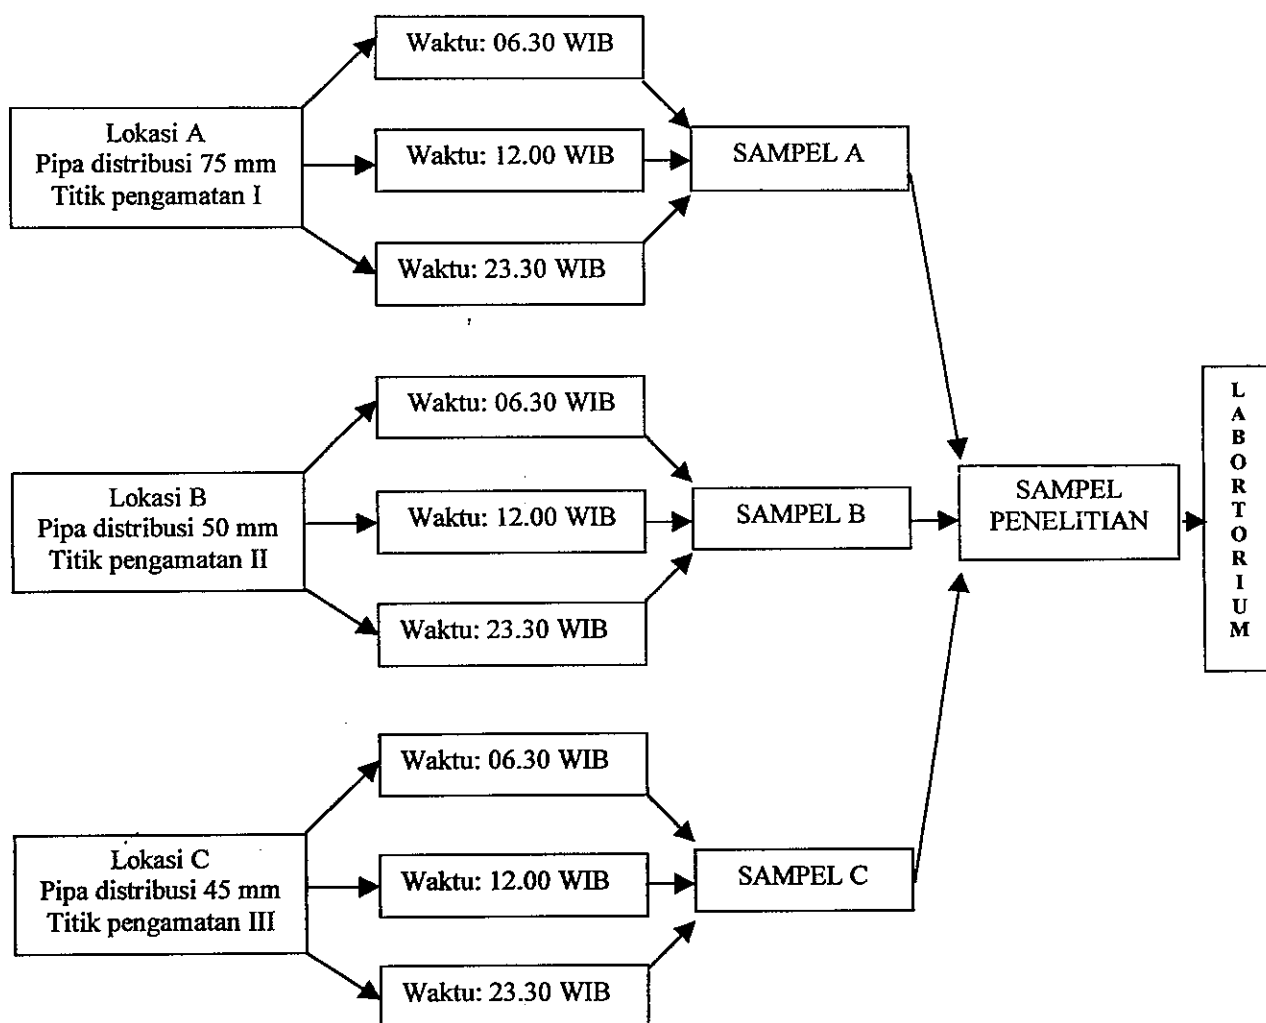 Waktu: 06.30 WIB
Lokasi A
Pipa distribusi 75 mm
Titik pengamatan I
Waktu: 12.00 WIB
SAMPEL A
Waktu: 23.30 WIB
Waktu: 06.30 WIB
Lokasi B
Pipa distribusi 50 mm
Titik pengamatan II
Waktu: 12.00 WIB
SAMPEL B
Waktu: 23.30 WIB
SAMPEL
PENELITIAN
LABORTORIUM
Waktu: 06.30 WIB
Lokasi C
Pipa distribusi 45 mm
Titik pengamatan III
Waktu: 12.00 WIB
SAMPEL C
Waktu: 23.30 WIB